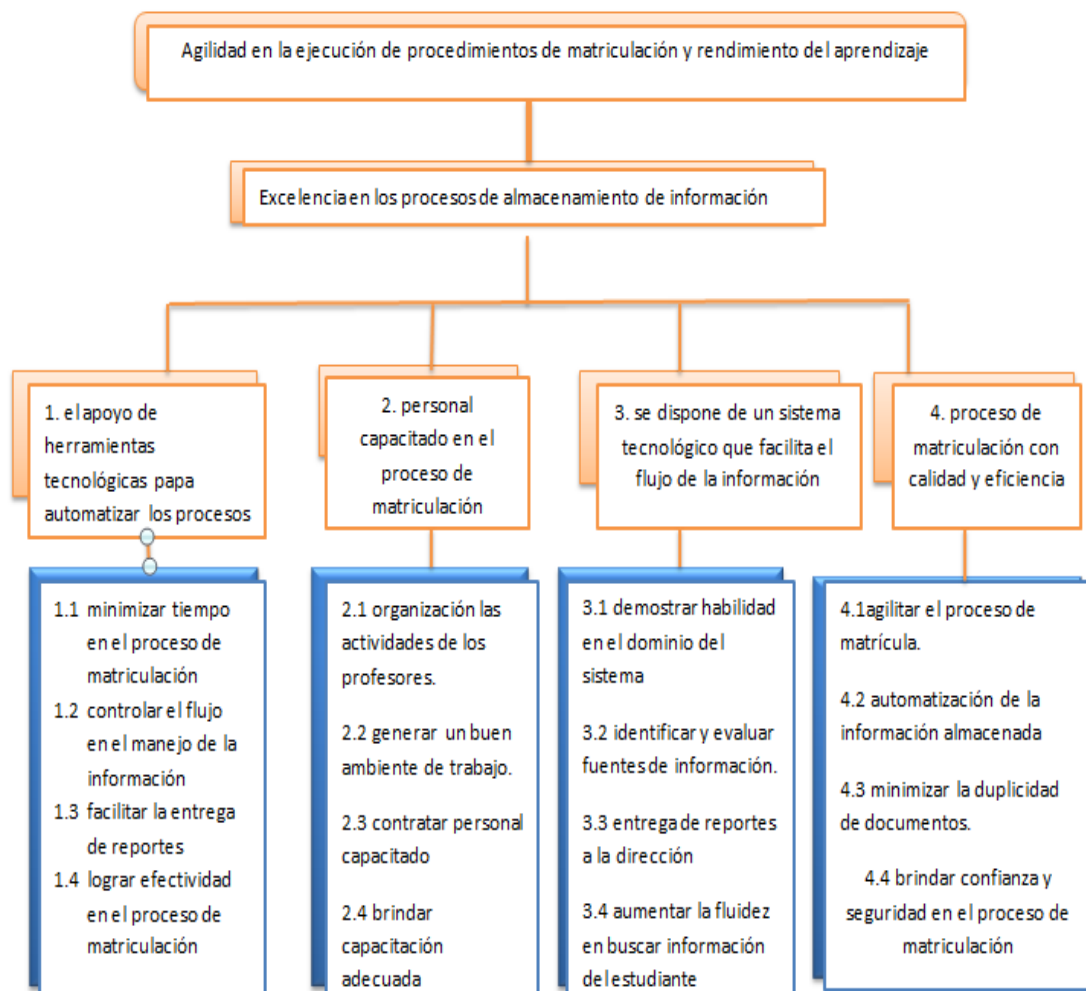 Agilidad en la ejecución de procedimientos de matriculación y rendimiento del aprendizaje
Excelencia en los procesos de almacenamiento de información
1. el apoyo de
herramientas
tecnológicas papa
automatizar los procesos
2. personal
capacitado en el
proceso de
matriculación
3. se dispone de un sistema
tecnológico que facilita el
flujo de la información
4. proceso de
matriculación con
calidad y eficiencia
1.1 minimizar tiempo
en el proceso de
matriculación
1.2 controlar el flujo
en el manejo de la
información
1.3 facilitar la entrega
de reportes
1.4 lograr efectividad
en el proceso de
matriculación
2.1 organización las
actividades de los
profesores.
2.2 generar un buen
ambiente de trabajo.
2.3 contratar personal
capacitado
2.4 brindar
capacitación
adecuada
3.1 demostrar habilidad
en el dominio del
sistema
3.2 identificar y evaluar
fuentes de información.
3.3 entrega de reportes
a la dirección
3.4 aumentar la fluidez
en buscar información
del estudiante
4.1agilitar el proceso de
matrícula.
4.2 automatización de la
información almacenada
4.3 minimizar la duplicidad
de documentos.
4.4 brindar confianza y
seguridad en el proceso de
matriculación